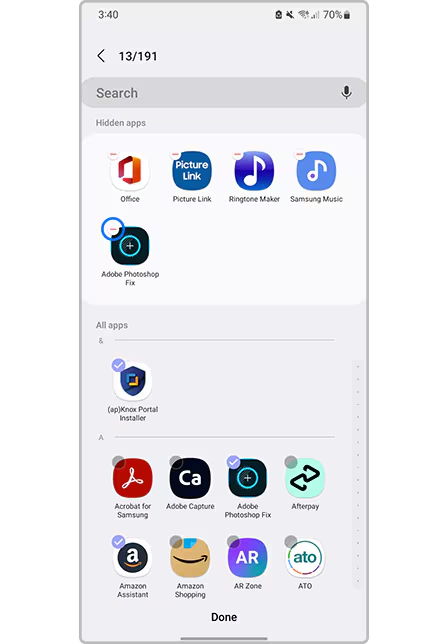 3:40 70%
13/191
Search
Hidden apps
Picture
Link
Office Picture Link Ringtone Maker Samsung Music
Adobe Photoshop
Fix
All apps
&
(ap)Knox Portal
Installer
A
Ca
Acrobat for
Samsung
Adobe Capture
Adobe
Photoshop Fix
Afterpay
a AR ato
Amazon
Assistant
Amazon
Shopping
AR Zone
ATO
Done